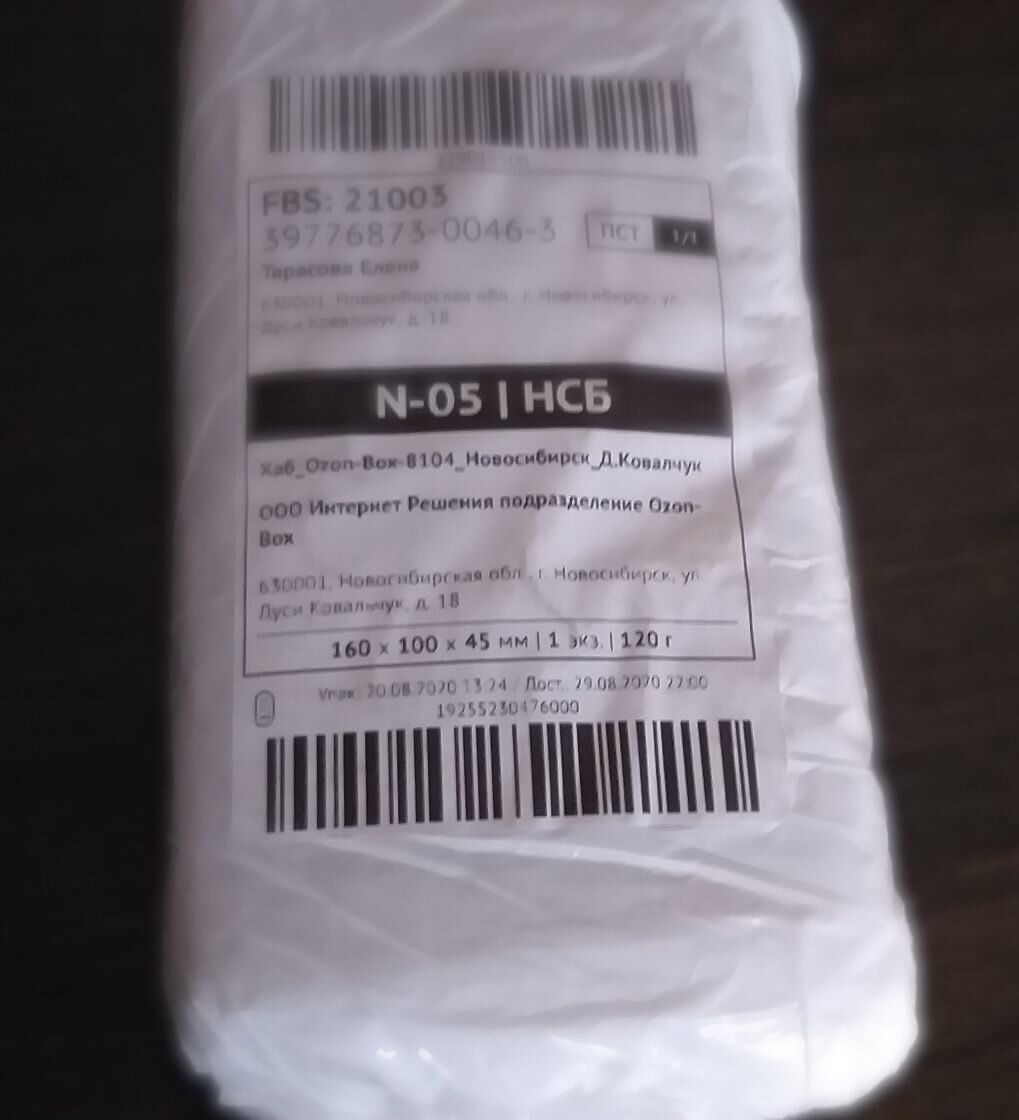 FBS: 21003
39776873-0046-3
ПСТ 1/1
Тарасова Елена
630001, Новосибирская обл., г. Новосибирск, ул
Дуси Ковальчук, д. 18
N-05 | НСБ
Хаб_Ozon-Box-8104_Новосибирск_Д.Ковалчук
ООО Интернет Решения подразделение Ozon-
Box
630001, Новосибирская обл., г. Новосибирск, ул
Дуси Ковальчук, д. 18
160 x 100 x 45 мм | 1 экз. | 120 г
Упак: 20.08.2020 13:24 / Дост.: 29.08.2020 22:00
19255230476000